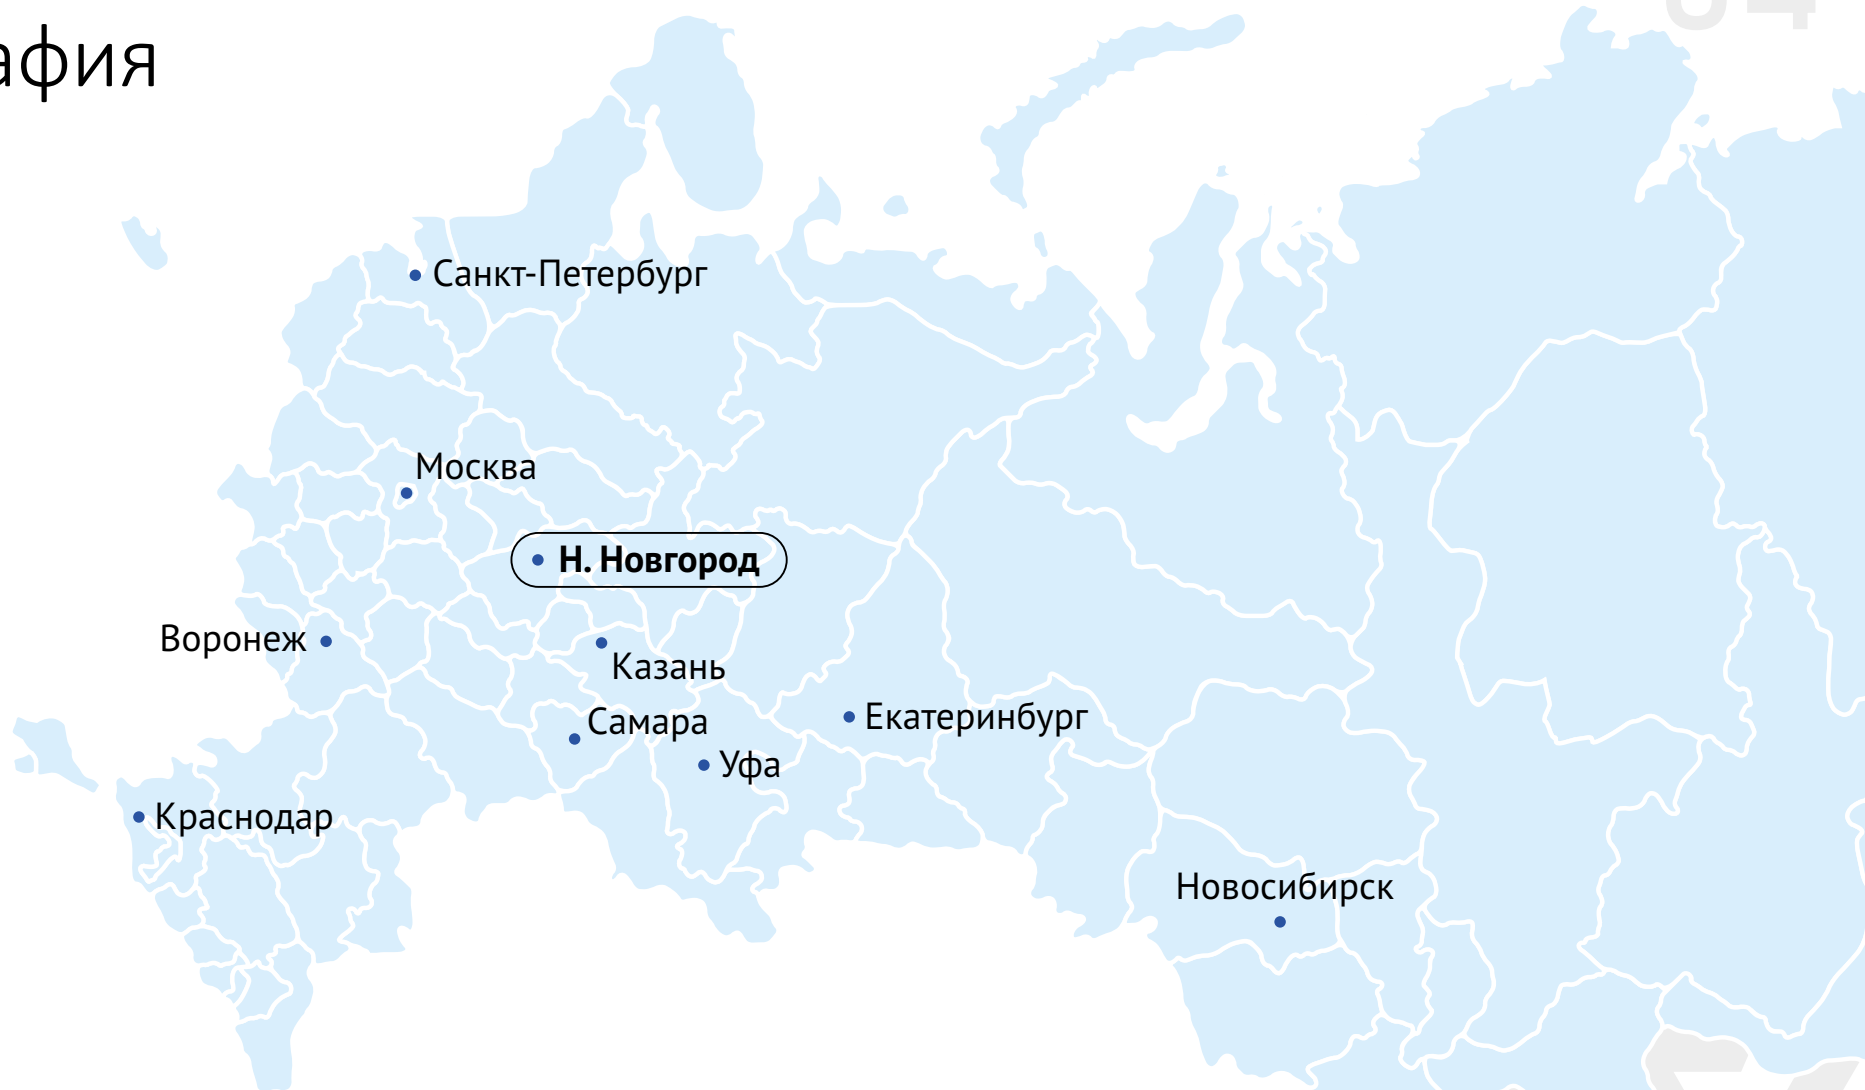 афия
Санкт-Петербург
Москва
Н. Новгород
Воронеж
Казань
Самара
Екатеринбург
Уфа
Краснодар
Новосибирск